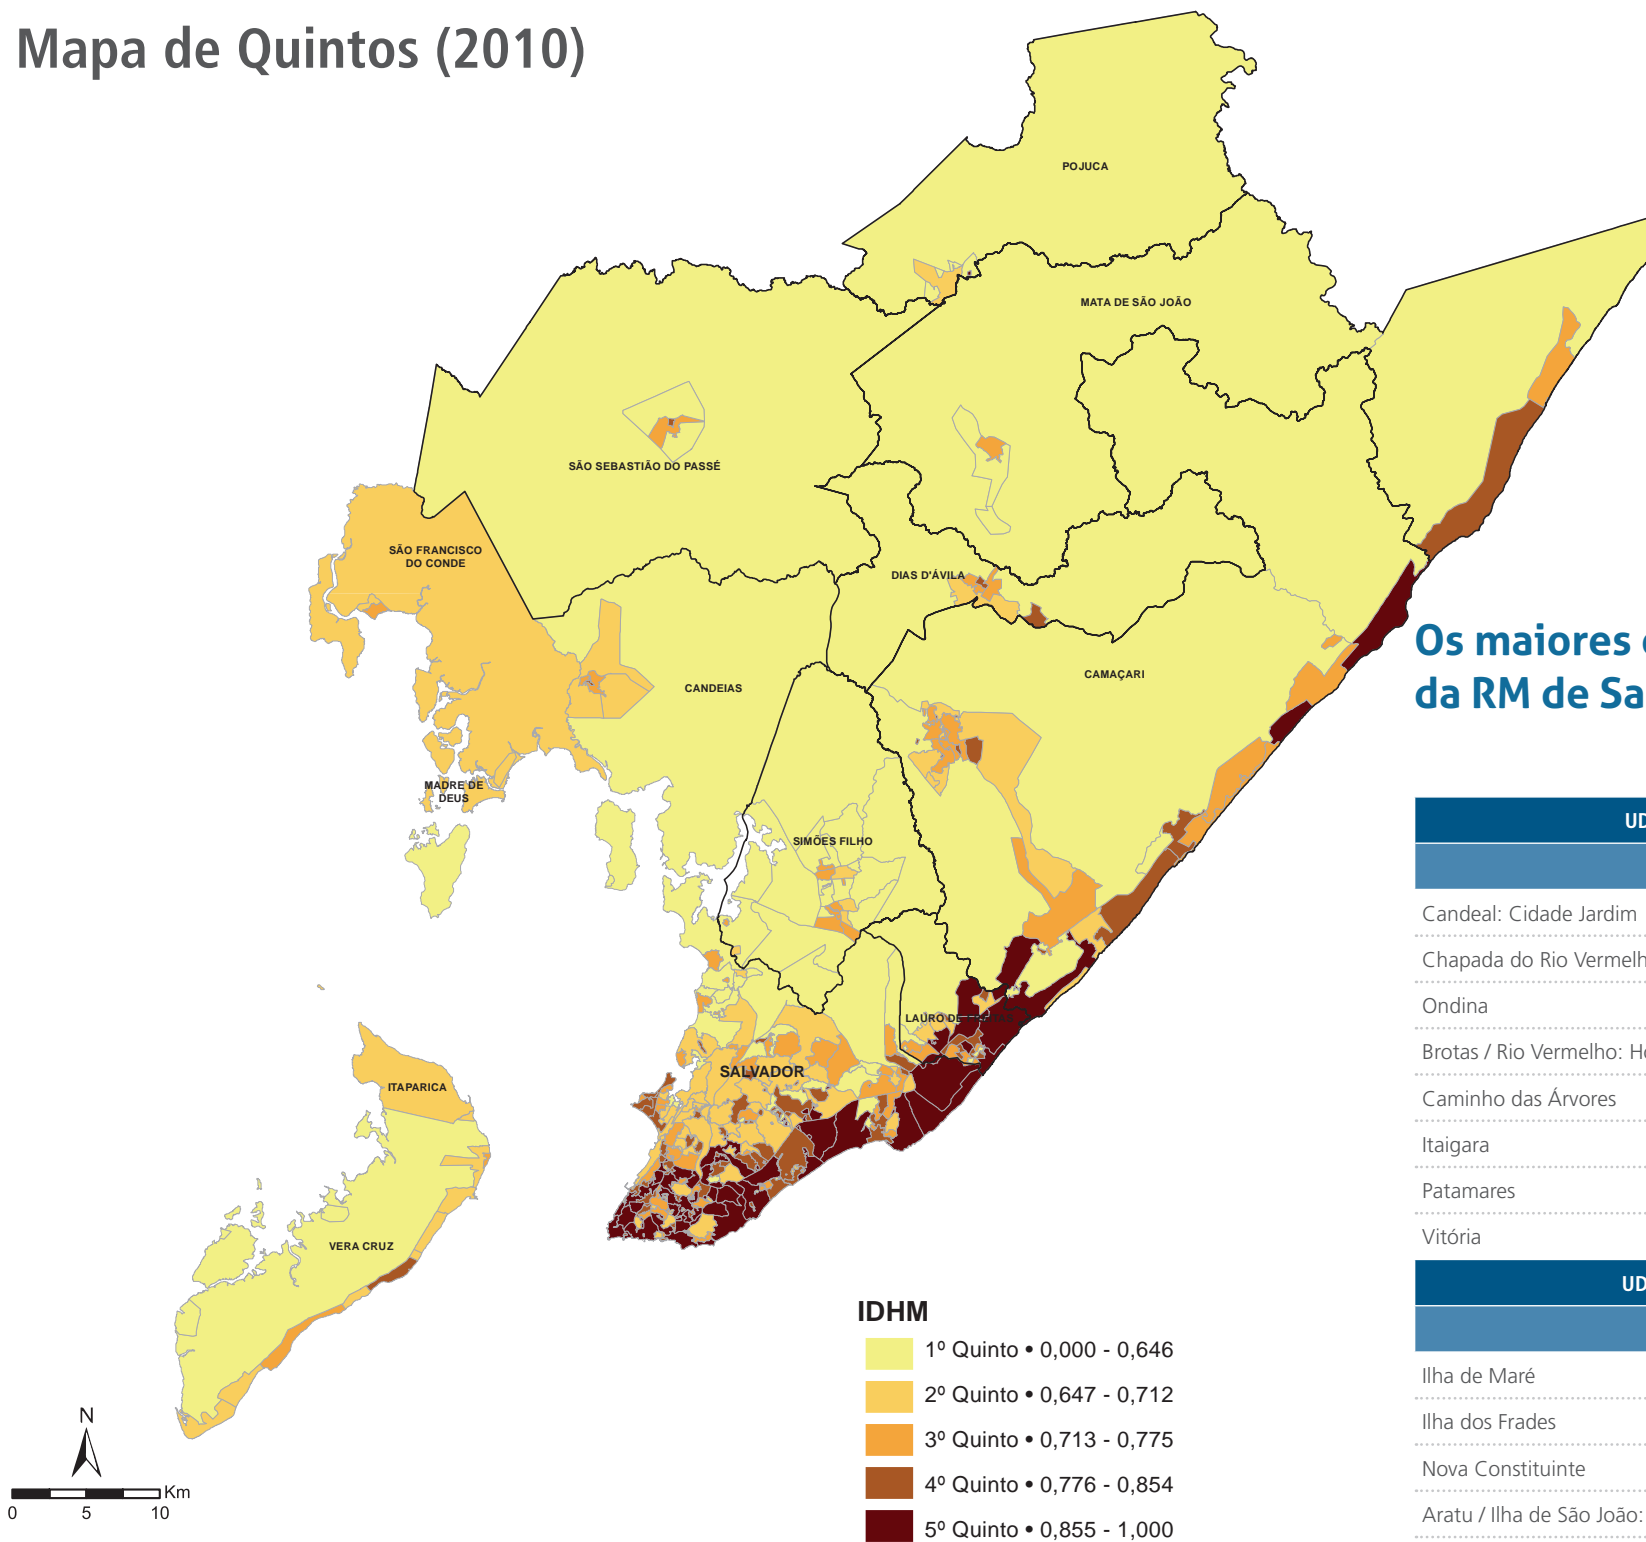 Mapa de Quintos (2010)
POJUCA
MATA DE SÃO JOÃO
SÃO SEBASTIÃO DO PASSÉ
SÃO FRANCISCO
DO CONDE
DIAS D'ÁVILA
CANDEIAS
CAMAÇARI
MADRE DE
DEUS
SIMÕES FILHO
LAURO DE
SALVADOR
ITAPARICA
VERA CRUZ
IDHM
1º Quinto • 0,000 - 0,646
2º Quinto • 0,647 - 0,712
3º Quinto • 0,713 - 0,775
4º Quinto • 0,776 - 0,854
5º Quinto • 0,855 - 1,000
N
Km
0 5 10
Os maiores
da RM de Sa
UD
Candeal: Cidade Jardim
Chapada do Rio Vermelh
Ondina
Brotas / Rio Vermelho: Ho
Caminho das Árvores
Itaigara
Patamares
Vitória
UD
Ilha de Maré
Ilha dos Frades
Nova Constituinte
Aratu / Ilha de São João: